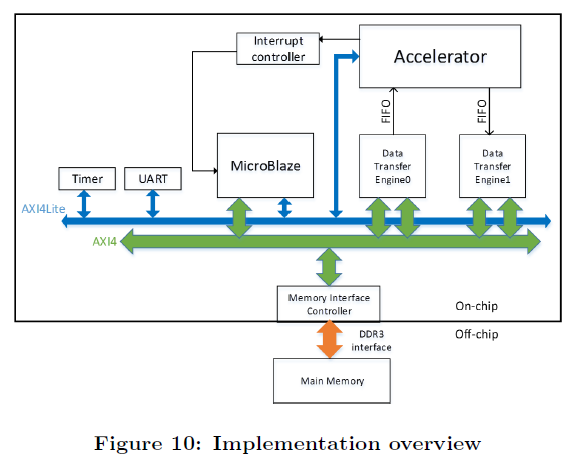 Interrupt
controller
Accelerator
FIFO
FIFO
MicroBlaze
Data
Transfer
Engine0
Data
Transfer
Engine1
Timer
UART
AXI4Lite
AXI4
Memory Interface
Controller
On-chip
Off-chip
DDR3
interface
Main Memory
Figure 10: Implementation overview